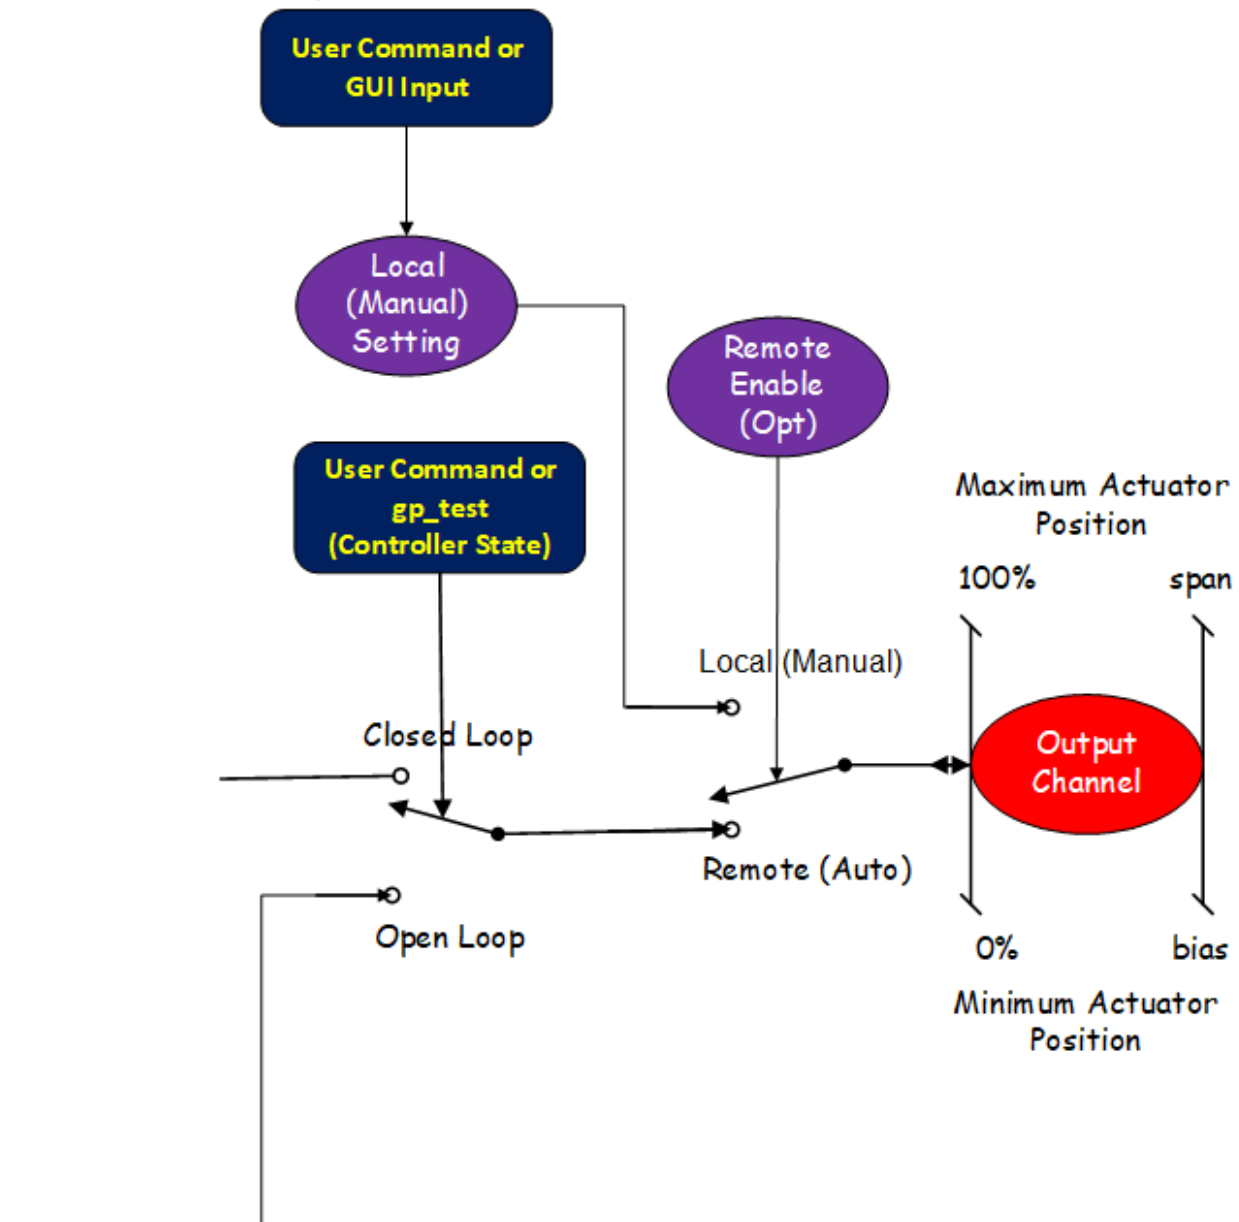 User Command or
GUI Input
Local
(Manual)
Setting
Remote
Enable
(Opt)
User Command or
gp_test
(Controller State)
Maximum Actuator
Position
100%
span
Local (Manual)
Closed Loop
Output
Channel
Remote (Auto)
Open Loop
0%
bias
Minimum Actuator
Position